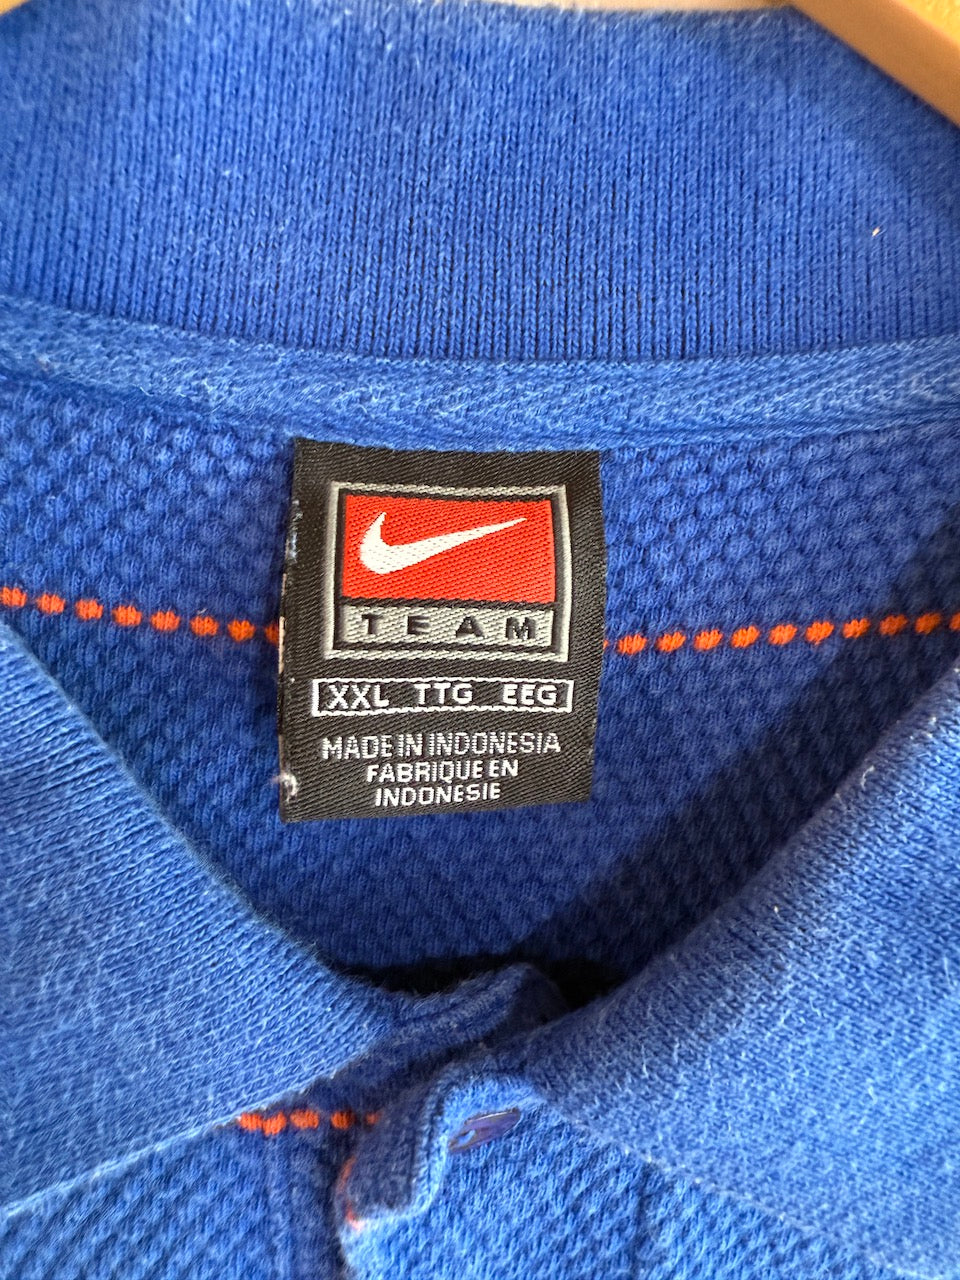 TEAM
XXL TTG EEG
MADE IN INDONESIA
FABRIQUE EN
INDONESIE